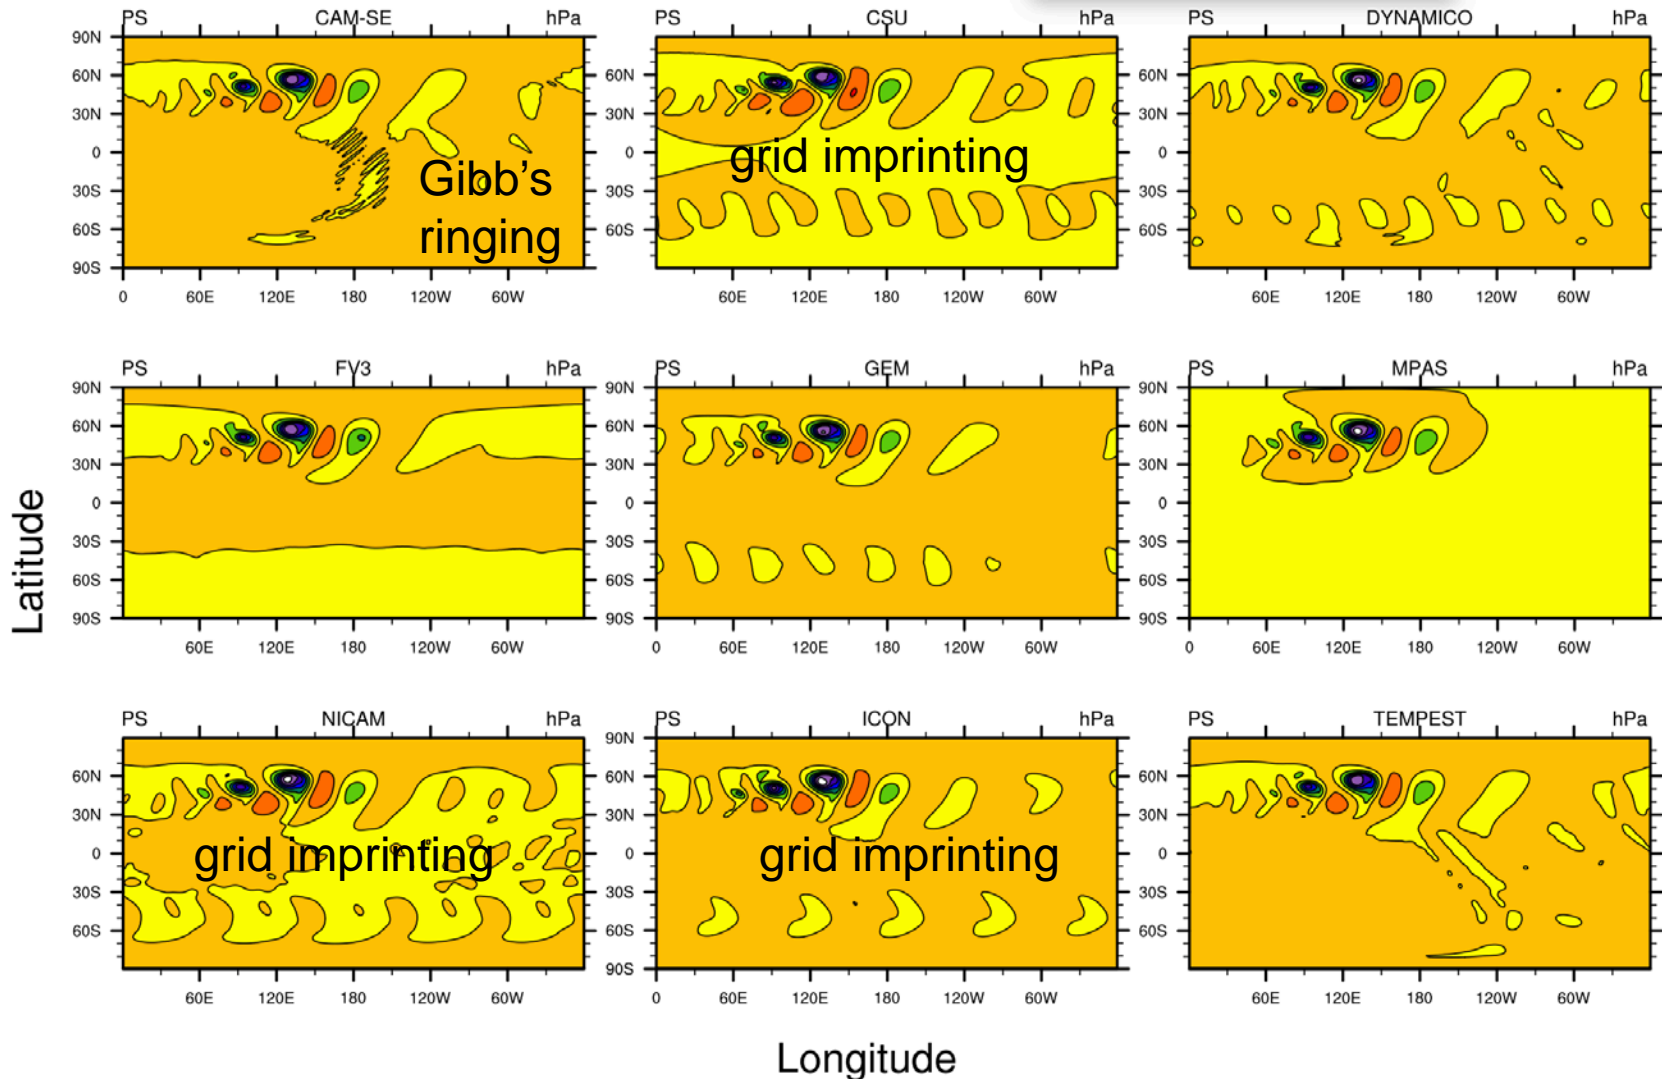 PS CAM-SE hPa
90N
60N
30N
0
30S
60S
90S
0 60E 120E 180 120W 60W
Gibb's
ringing
PS CSU hPa
90N
60N
30N
0
30S
60S
90S
60E 120E 180 120W 60W
grid imprinting
PS DYNAMICO hPa
90N
60N
30N
0
30S
60S
90S
60E 120E 180 120W 60W
Latitude
PS FV3 hPa
90N
60N
30N
0
30S
60S
90S
60E 120E 180 120W 60W
PS GEM hPa
90N
60N
30N
0
30S
60S
90S
0 60E 120E 180 120W 60W
PS MPAS hPa
90N
60N
30N
0
30S
60S
90S
0 60E 120E 180 120W 60W
PS NICAM hPa
60N
30N
0
30S
60S
60E 120E 180 120W 60W
grid imprinting
PS ICON hPa
90N
60N
30N
0
30S
60S
90S
0 60E 120E 180 120W 60W
grid imprinting
PS TEMPEST hPa
60N
30N
0
30S
60S
60E 120E 180 120W 60W
Longitude